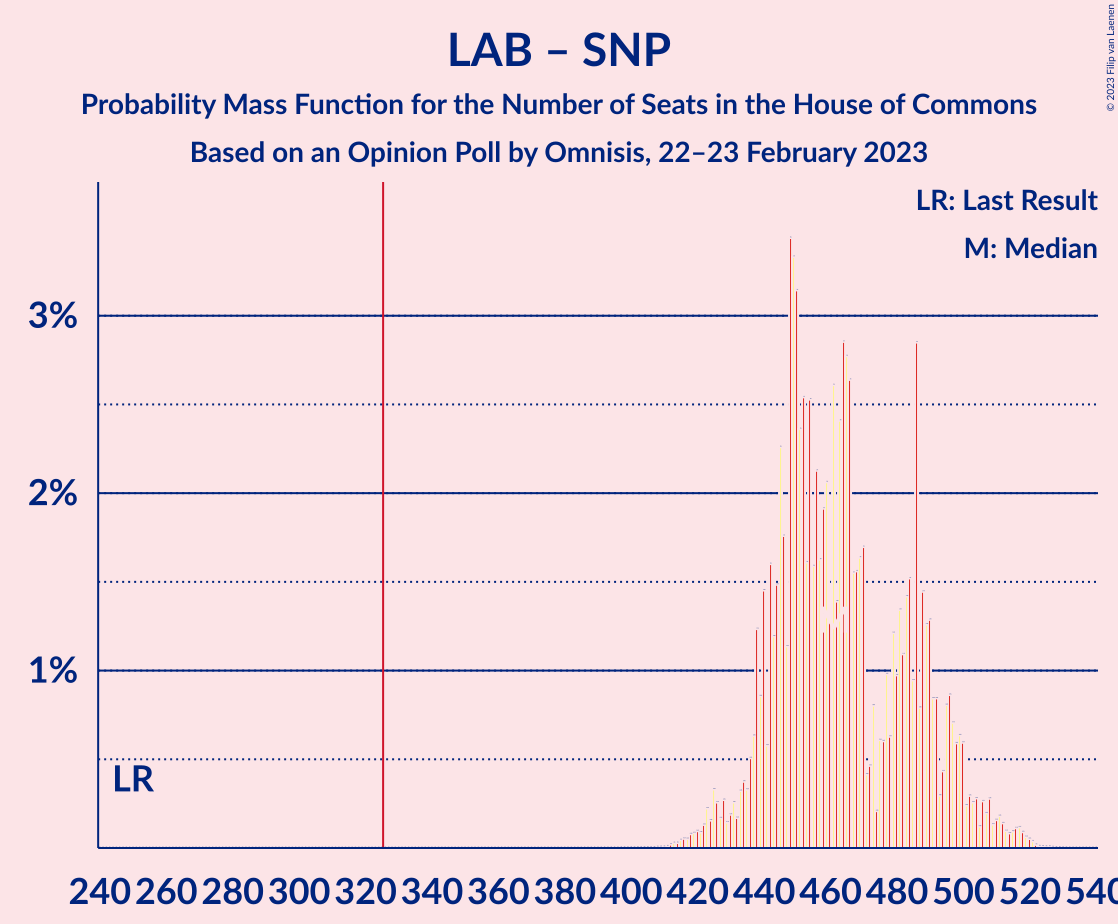 LAB – SNP
Probability Mass Function for the Number of Seats in the House of Commons
Based on an Opinion Poll by Omnisis, 22–23 February 2023
© 2023 Filip van Laenen
LR: Last Result
M: Median
3%
2%
1%
LR
240 260 280 300 320 340 360 380 400 420 440 460 480 500 520 540